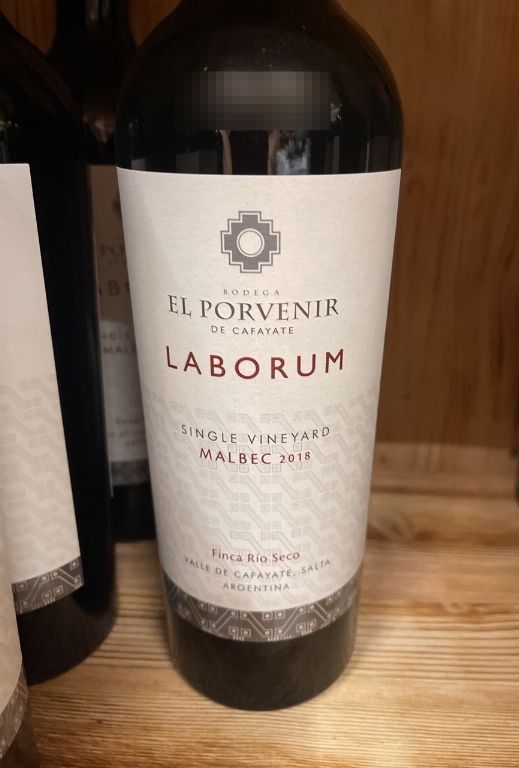 BODEGA
EL PORVENIR
DE CAFAYATE
LABORUM
SINGLE VINEYARD
MALBEC 2018
Finca Río Seco
VALLE DE CAFAYATE, SALTA
ARGENTINA